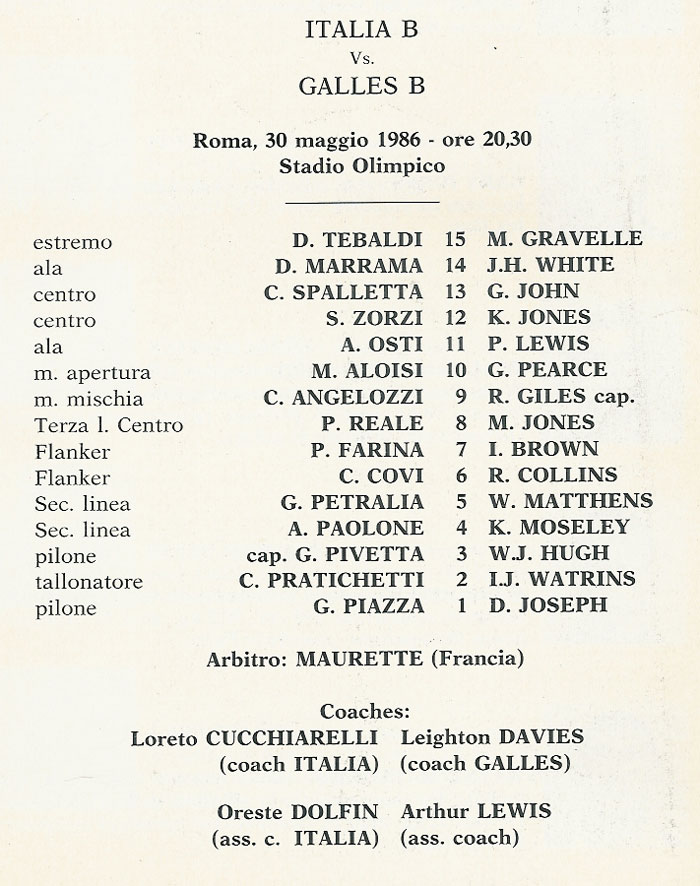 ITALIA B
Vs.
GALLES B
Roma, 30 maggio 1986 - ore 20,30
Stadio Olimpico
estremo D. TEBALDI 15 M. GRAVELLE
ala D. MARRAMA 14 J.H. WHITE
centro C. SPALLETTA 13 G. JOHN
centro S. ZORZI 12 K. JONES
ala A. OSTI 11 P. LEWIS
m. apertura M. ALOISI 10 G. PEARCE
m. mischia C. ANGELOZZI 9 R. GILES cap.
Terza l. Centro P. REALE 8 M. JONES
Flanker P. FARINA 7 I. BROWN
Flanker C. COVI 6 R. COLLINS
Sec. linea G. PETRALIA 5 W. MATTHENS
Sec. linea A. PAOLONE 4 K. MOSELEY
pilone cap. G. PIVETTA 3 W.J. HUGH
tallonatore C. PRATICHETTI 2 I.J. WATRINS
pilone G. PIAZZA 1 D. JOSEPH
Arbitro: MAURETTE (Francia)
Coaches:
Loreto CUCCHIARELLI Leighton DAVIES
(coach ITALIA) (coach GALLES)
Oreste DOLFIN Arthur LEWIS
(ass. c. ITALIA) (ass. coach)